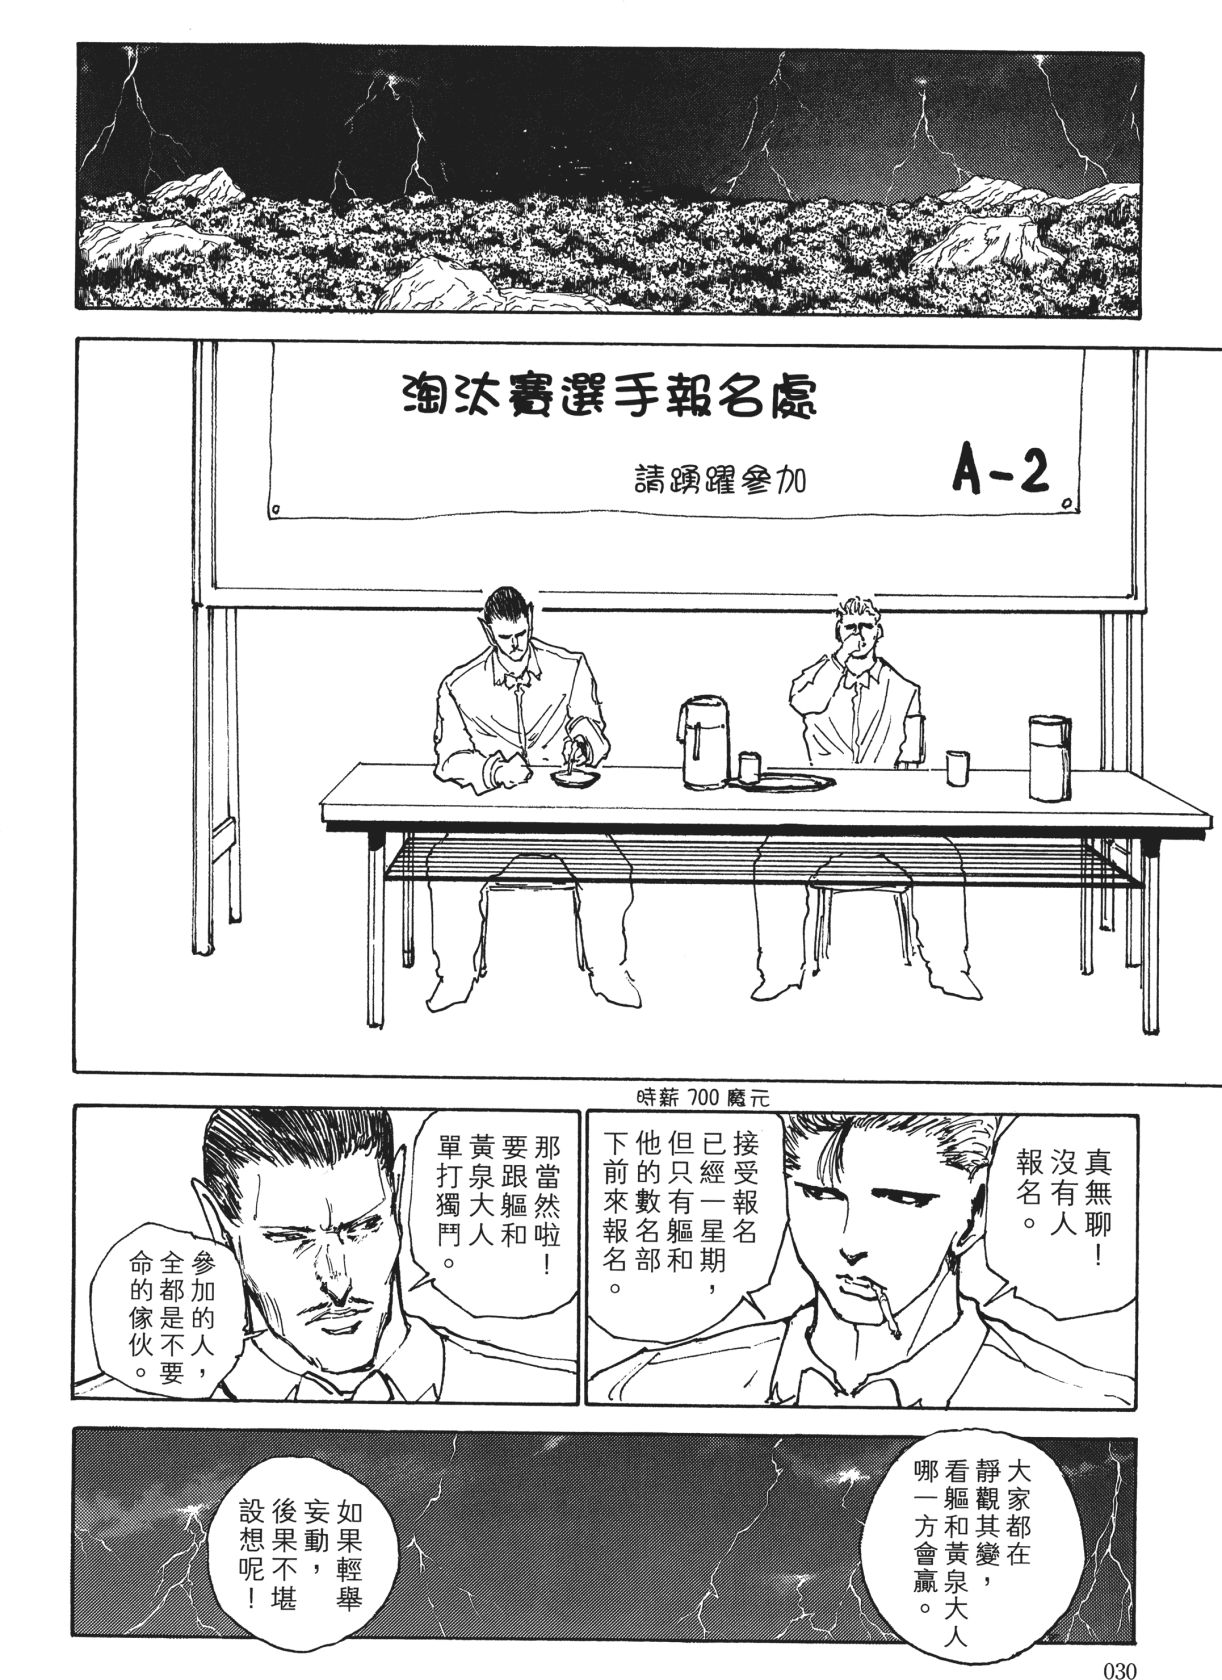 淘汰賽選手報名處
請踴躍參加
A-2
時薪700魔元
真無聊！
沒有人
報名。
接受報名
已經一星期，
但只有軀和
他的數名部
下前來報名。
那當然啦！
要跟軀和
黃泉大人
單打獨鬥。
參加的人，
全都是不要
命的傢伙。
大家都在
靜觀其變，
看軀和黃泉大人
哪一方會贏。
如果輕舉
妄動，
後果不堪
設想呢！
030